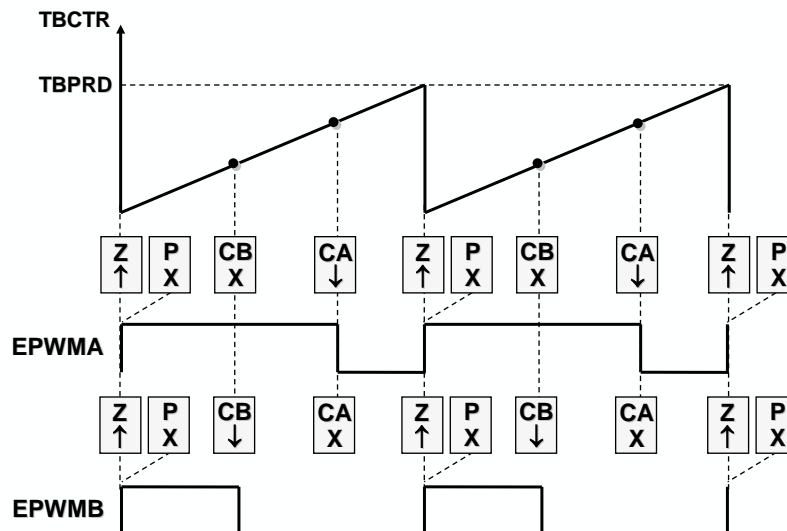 TBCTR
TBPRD
Z P CB CA Z P CB CA Z P
↑ X X ↓ ↑ X X ↓ ↑ X
EPWMA
Z P CB CA Z P CB CA Z P
↑ X ↓ X ↑ X ↓ X ↑ X
EPWMB